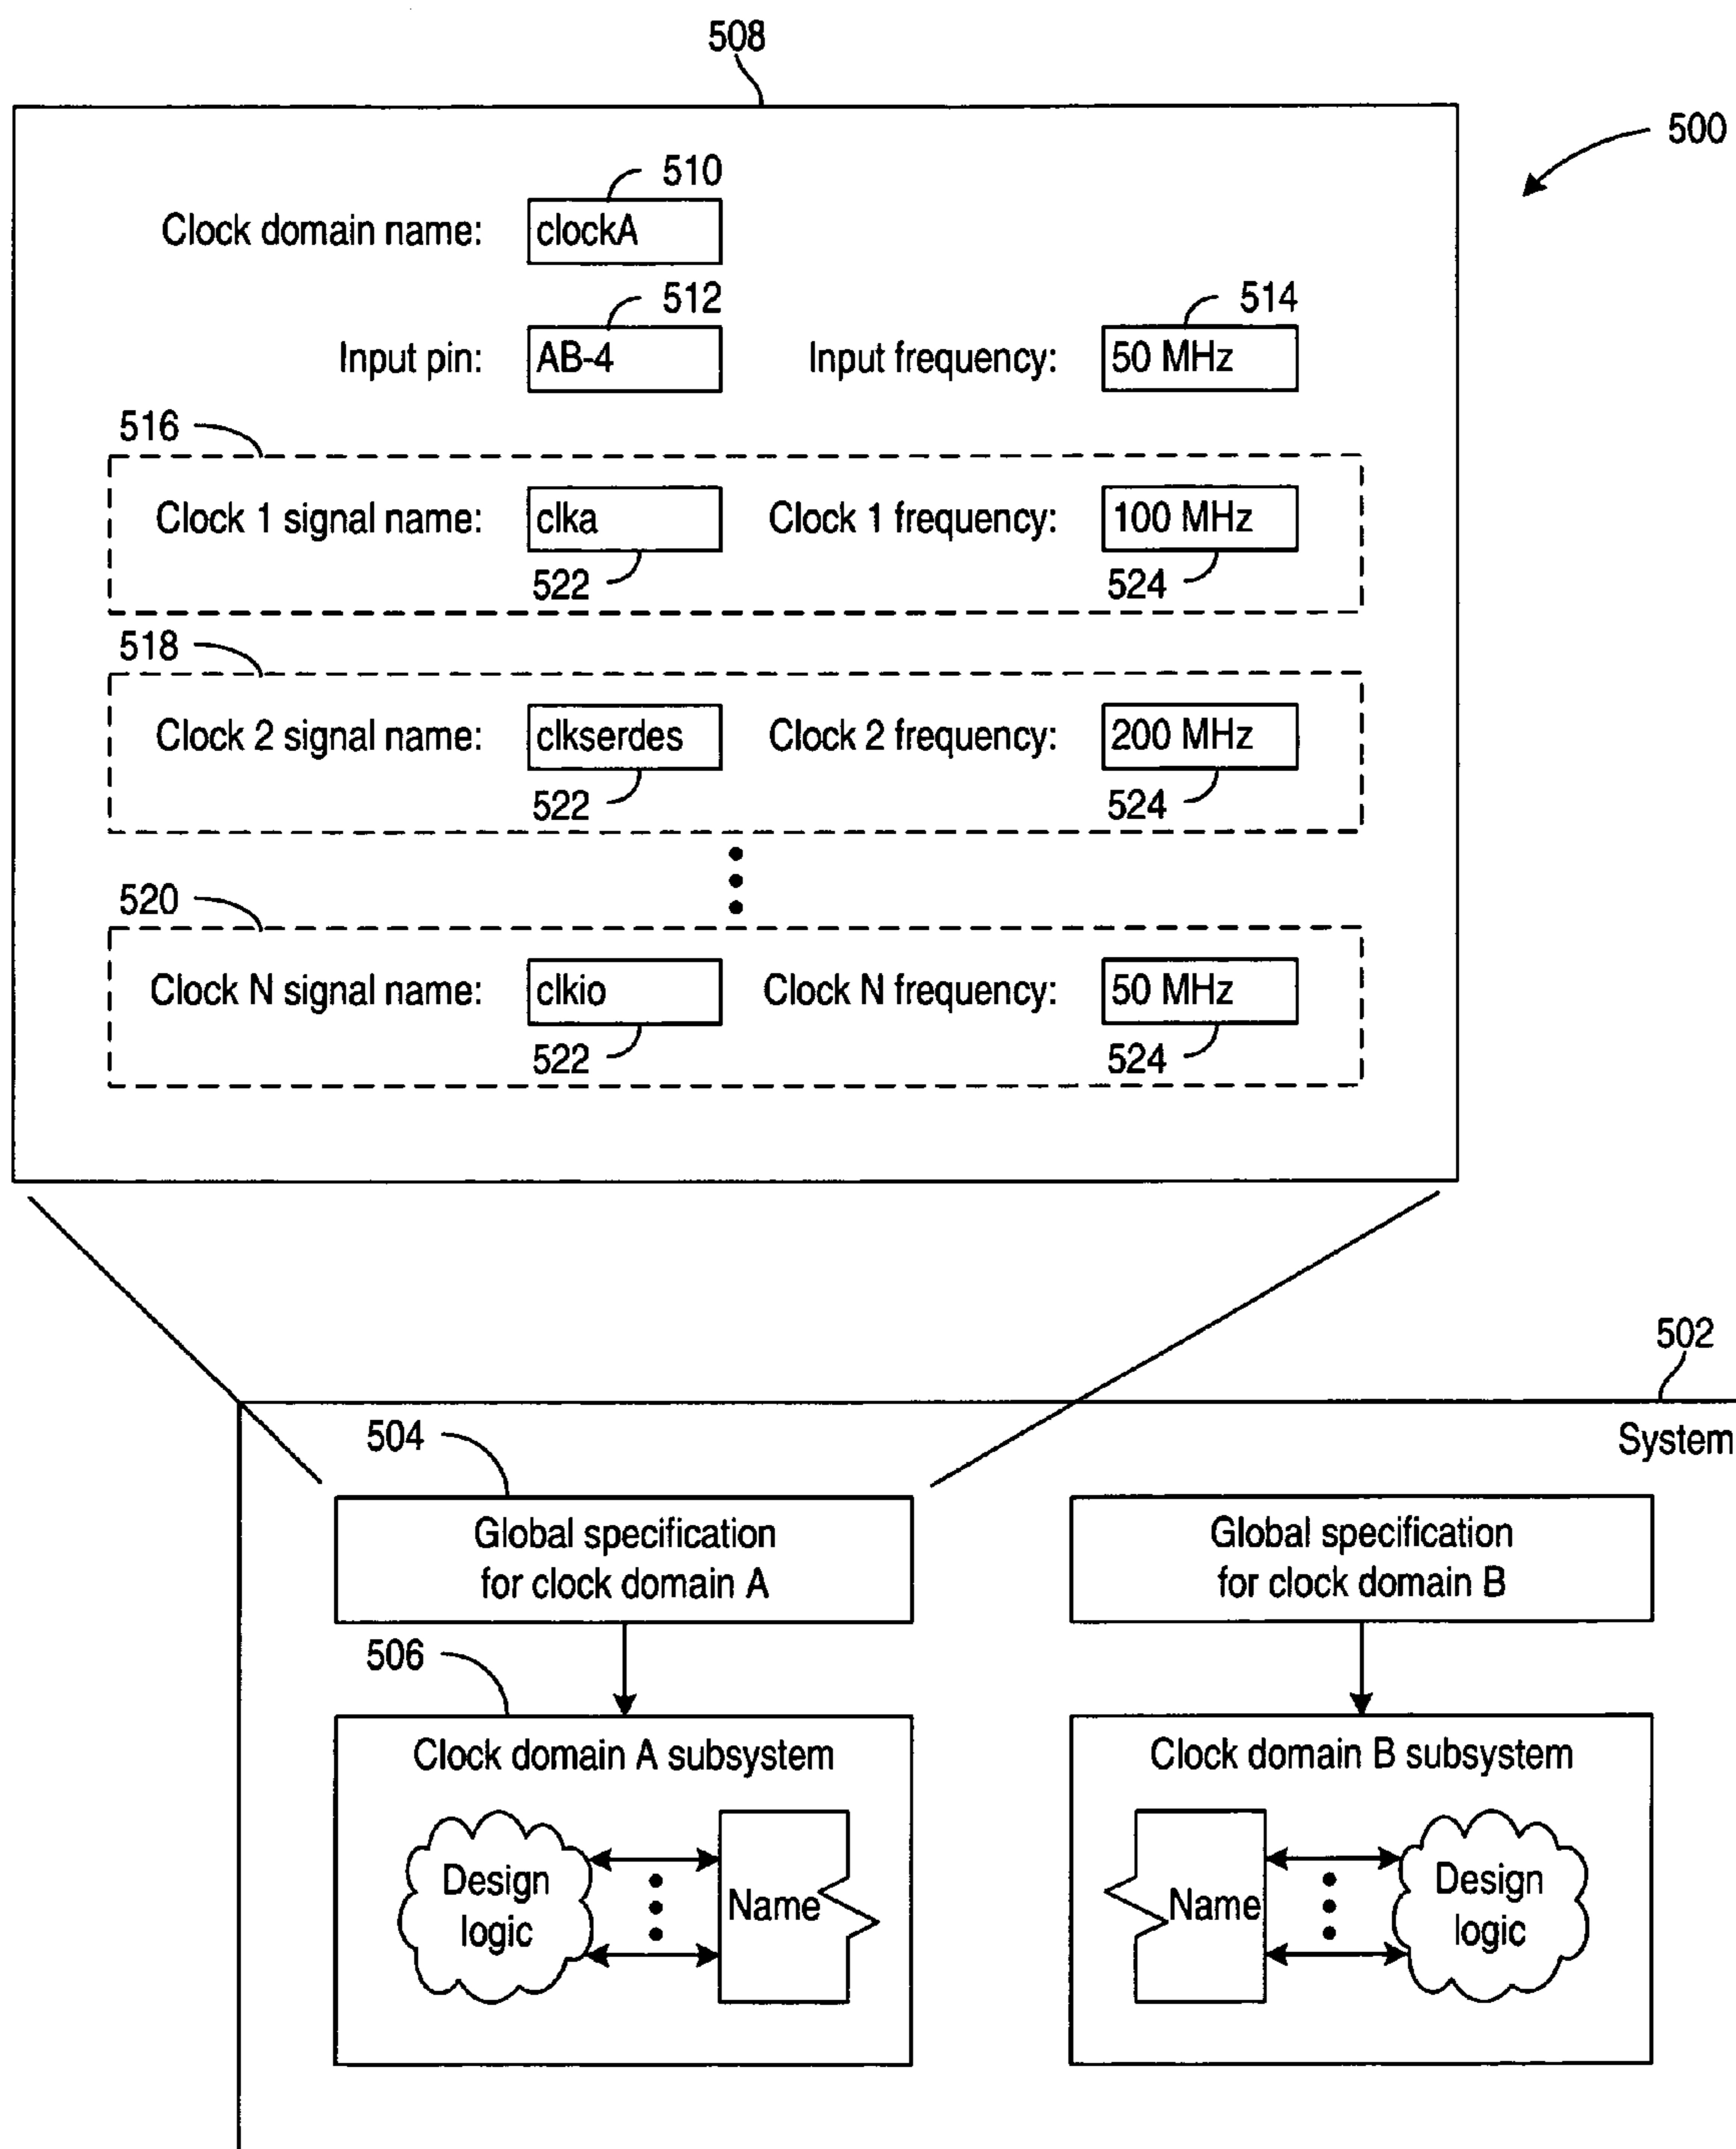 508
500
510
Clock domain name: clockA
512
514
Input pin: AB-4 Input frequency: 50 MHz
516
Clock 1 signal name: clka Clock 1 frequency: 100 MHz
522 524
518
Clock 2 signal name: clkserdes Clock 2 frequency: 200 MHz
522 524
520
Clock N signal name: clkio Clock N frequency: 50 MHz
522 524
502
System
504
Global specification
for clock domain A
Global specification
for clock domain B
506
Clock domain A subsystem
Design
logic
Name
Clock domain B subsystem
Name
Design
logic